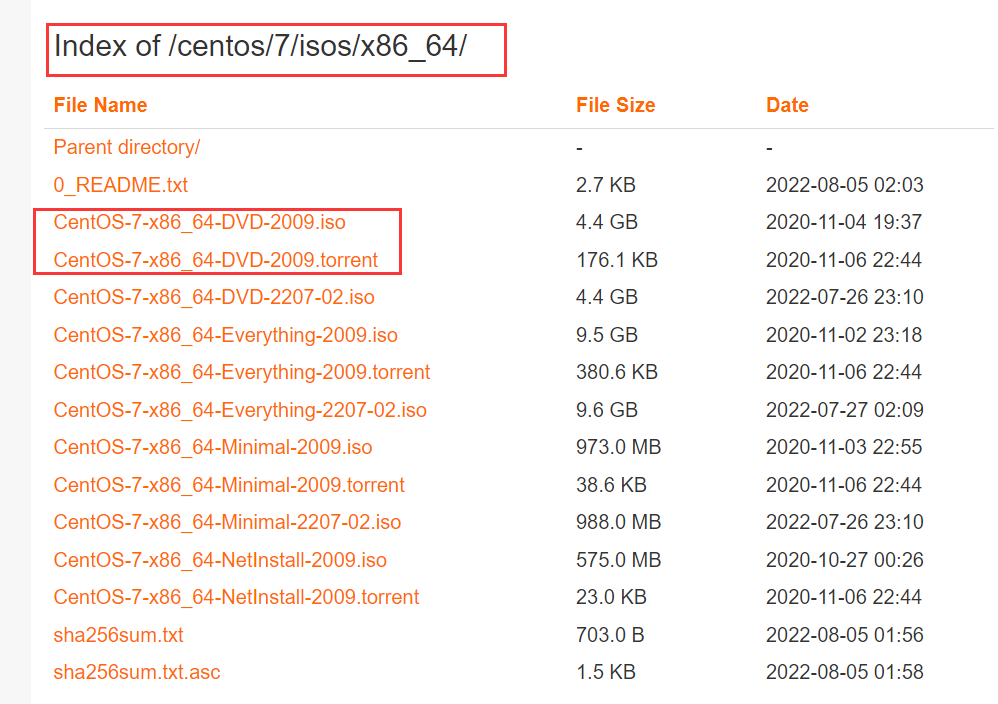 Index of /centos/7/isos/x86_64/
File Name File Size Date
Parent directory/ - -
0_README.txt 2.7 KB 2022-08-05 02:03
CentOS-7-x86_64-DVD-2009.iso 4.4 GB 2020-11-04 19:37
CentOS-7-x86_64-DVD-2009.torrent 176.1 KB 2020-11-06 22:44
CentOS-7-x86_64-DVD-2207-02.iso 4.4 GB 2022-07-26 23:10
CentOS-7-x86_64-Everything-2009.iso 9.5 GB 2020-11-02 23:18
CentOS-7-x86_64-Everything-2009.torrent 380.6 KB 2020-11-06 22:44
CentOS-7-x86_64-Everything-2207-02.iso 9.6 GB 2022-07-27 02:09
CentOS-7-x86_64-Minimal-2009.iso 973.0 MB 2020-11-03 22:55
CentOS-7-x86_64-Minimal-2009.torrent 38.6 KB 2020-11-06 22:44
CentOS-7-x86_64-Minimal-2207-02.iso 988.0 MB 2022-07-26 23:10
CentOS-7-x86_64-NetInstall-2009.iso 575.0 MB 2020-10-27 00:26
CentOS-7-x86_64-NetInstall-2009.torrent 23.0 KB 2020-11-06 22:44
sha256sum.txt 703.0 B 2022-08-05 01:56
sha256sum.txt.asc 1.5 KB 2022-08-05 01:58